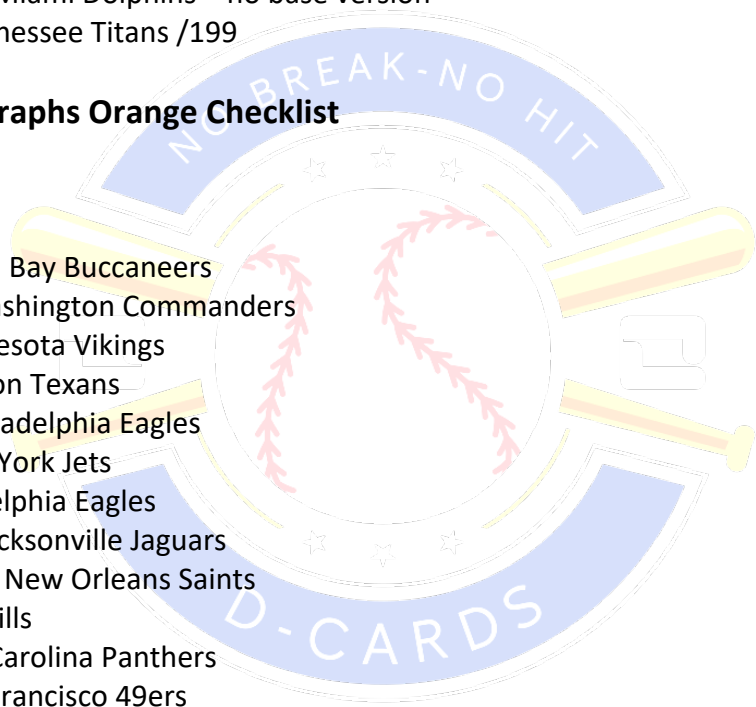 Miami Dolphins – no base version
nessee Titans /199
NO BREAK-NO HIT
raphs Orange Checklist
Bay Buccaneers
shington Commanders
esota Vikings
on Texans
adelphia Eagles
York Jets
elphia Eagles
cksonville Jaguars
New Orleans Saints
ills
Carolina Panthers
rancisco 49ers
D-CARDS